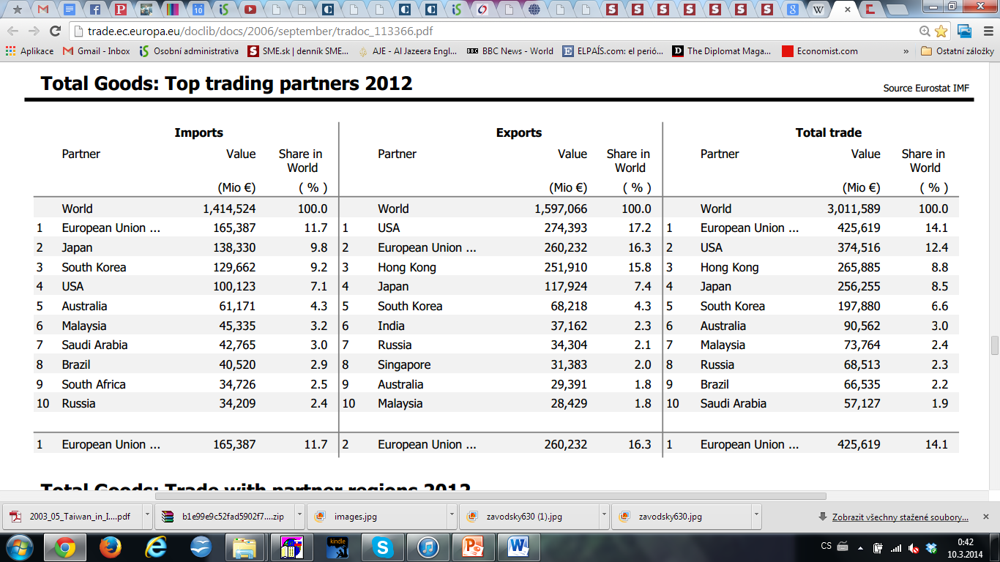 trade.ec.europa.eu/doclib/docs/2006/september/tradoc_113366.pdf
Aplikace Gmail - Inbox Osobní administrativa SME.sk | denník SME... AJE - Al Jazeera Engl... BBC News - World ELPAÍS.com: el perió... The Diplomat Maga... Economist.com » Ostatní záložky
Total Goods: Top trading partners 2012
Source Eurostat IMF
Imports Exports Total trade
Partner Value Share in Partner Value Share in Partner Value Share in
World World World
(Mio €) ( % ) (Mio €) ( % ) (Mio €) ( % )
World 1,414,524 100.0 World 1,597,066 100.0 World 3,011,589 100.0
1 European Union ... 165,387 11.7 1 USA 274,393 17.2 1 European Union ... 425,619 14.1
2 Japan 138,330 9.8 2 European Union ... 260,232 16.3 2 USA 374,516 12.4
3 South Korea 129,662 9.2 3 Hong Kong 251,910 15.8 3 Hong Kong 265,885 8.8
4 USA 100,123 7.1 4 Japan 117,924 7.4 4 Japan 256,255 8.5
5 Australia 61,171 4.3 5 South Korea 68,218 4.3 5 South Korea 197,880 6.6
6 Malaysia 45,335 3.2 6 India 37,162 2.3 6 Australia 90,562 3.0
7 Saudi Arabia 42,765 3.0 7 Russia 34,304 2.1 7 Malaysia 73,764 2.4
8 Brazil 40,520 2.9 8 Singapore 31,383 2.0 8 Russia 68,513 2.3
9 South Africa 34,726 2.5 9 Australia 29,391 1.8 9 Brazil 66,535 2.2
10 Russia 34,209 2.4 10 Malaysia 28,429 1.8 10 Saudi Arabia 57,127 1.9
1 European Union ... 165,387 11.7 2 European Union ... 260,232 16.3 1 European Union ... 425,619 14.1
Total Goods: Trade with partner regions 2012
2003_05_Taiwan_in_I....pdf b1e99e9c52fad5902f7....zip images.jpg zavodsky630 (1).jpg zavodsky630.jpg Zobrazit všechny stažené soubory...
kindle CS 0:42
10.3.2014